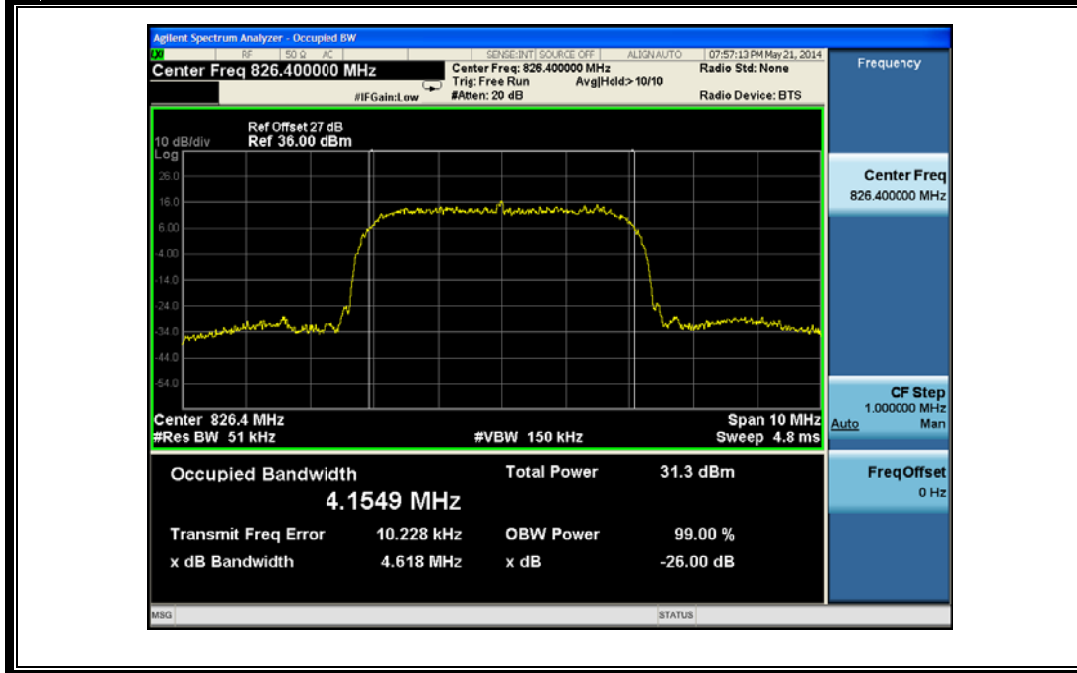 Agilent Spectrum Analyzer - Occupied BW
LXI RF 50 Ω AC SENSE:INT SOURCE OFF ALIGN AUTO 07:57:13 PM May 21, 2014
Center Freq 826.400000 MHz
Center Freq: 826.400000 MHz
Radio Std: None
Trig: Free Run Avg|Hold:> 10/10
#IFGain:Low #Atten: 20 dB Radio Device: BTS
Frequency
Ref Offset 27 dB
10 dB/div Ref 36.00 dBm
Log
26.0
16.0
6.00
-4.00
-14.0
-24.0
-34.0
-44.0
-54.0
Center 826.4 MHz Span 10 MHz
#Res BW 51 kHz #VBW 150 kHz Sweep 4.8 ms
Center Freq
826.400000 MHz
CF Step
1.000000 MHz
Auto Man
Freq Offset
0 Hz
Occupied Bandwidth Total Power 31.3 dBm
4.1549 MHz
Transmit Freq Error 10.228 kHz OBW Power 99.00 %
x dB Bandwidth 4.618 MHz x dB -26.00 dB
MSG STATUS